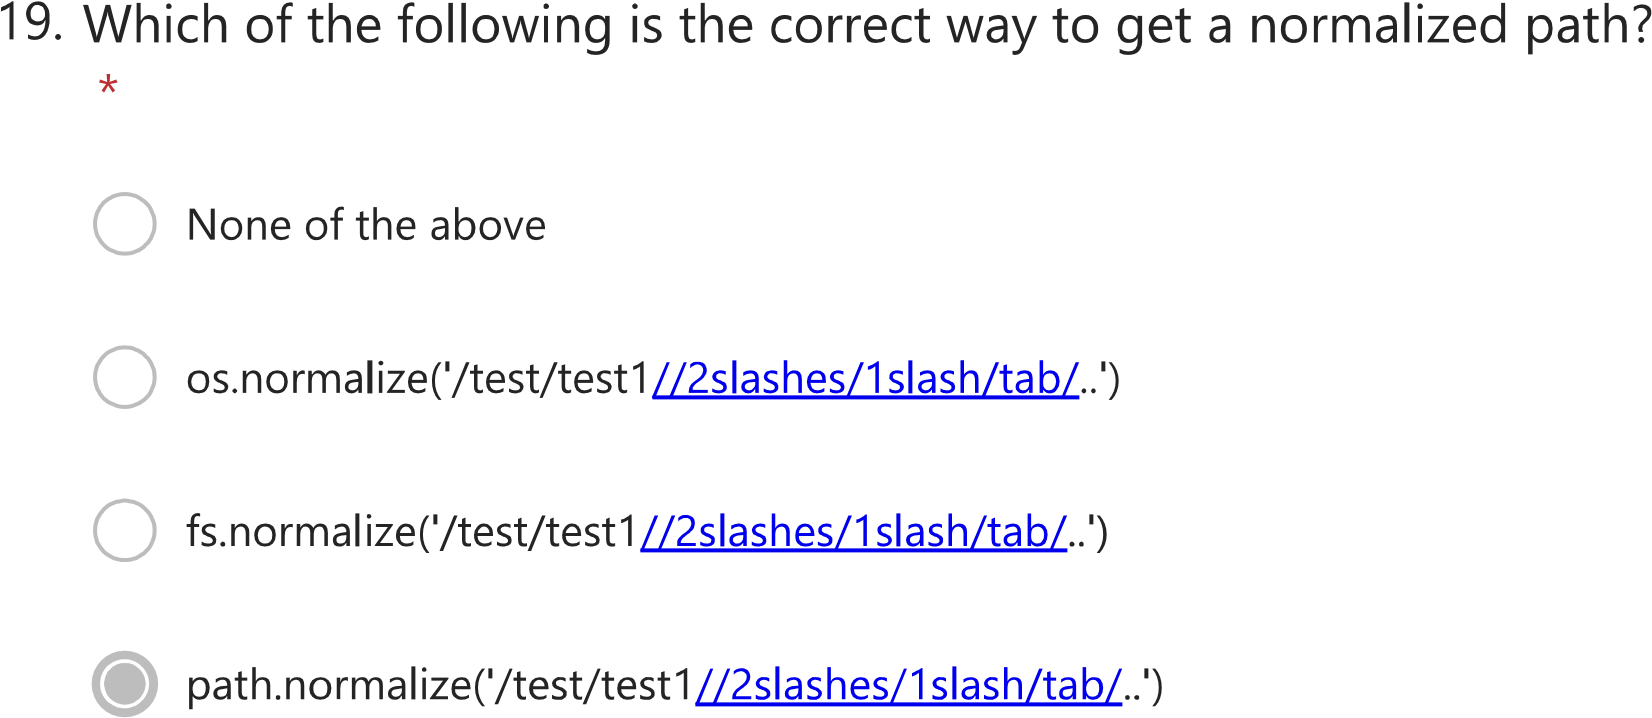 19. Which of the following is the correct way to get a normalized path?
*
None of the above
os.normalize('/test/test1//2slashes/1slash/tab/..')
fs.normalize('/test/test1//2slashes/1slash/tab/..')
path.normalize('/test/test1//2slashes/1slash/tab/..')